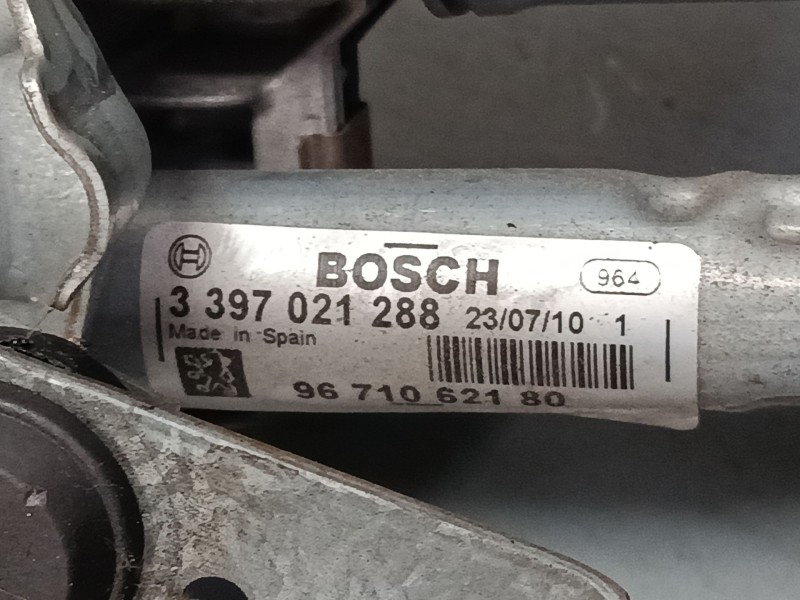 BOSCH 964
3 397 021 288 23/07/10 1
Made in Spain
96 710 621 80